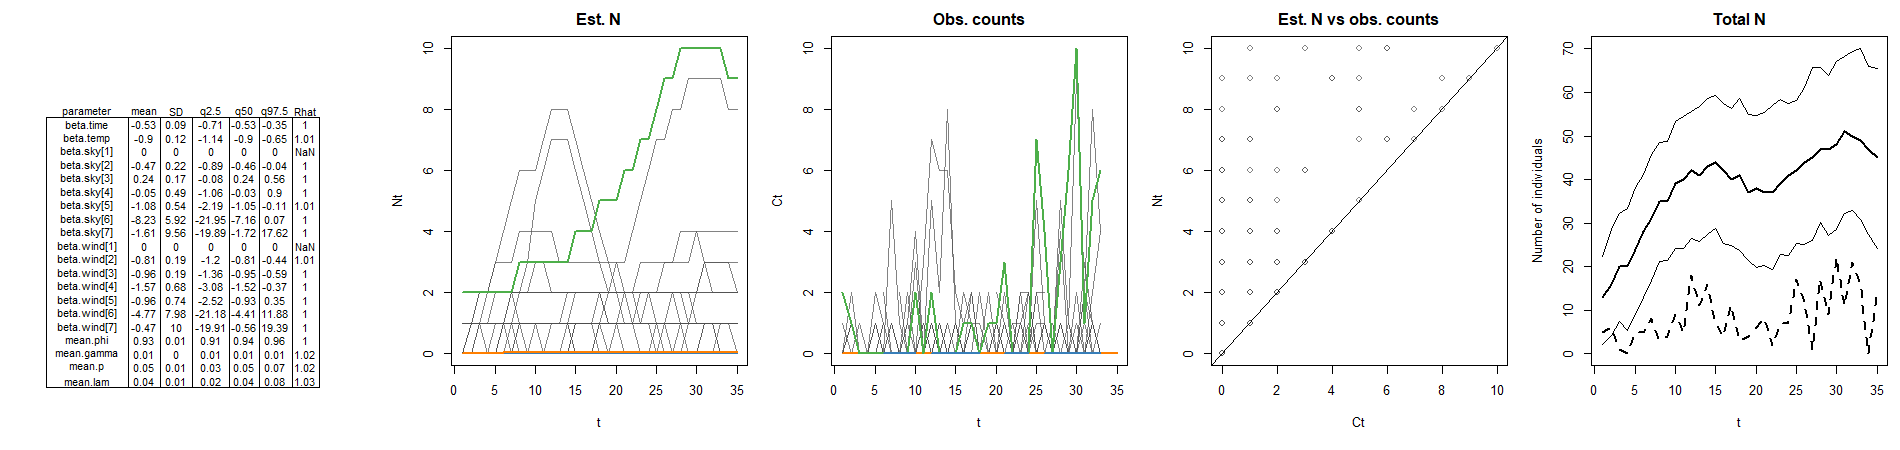 parameter mean SD q2.5 q50 q97.5 Rhat
beta.time -0.53 0.09 -0.71 -0.53 -0.35 1
beta.temp -0.9 0.12 -1.14 -0.9 -0.65 1.01
beta.sky[1] 0 0 0 0 0 NaN
beta.sky[2] -0.47 0.22 -0.89 -0.46 -0.04 1
beta.sky[3] 0.24 0.17 -0.08 0.24 0.56 1
beta.sky[4] -0.05 0.49 -1.06 -0.03 0.9 1
beta.sky[5] -1.08 0.54 -2.19 -1.05 -0.11 1.01
beta.sky[6] -8.23 5.92 -21.95 -7.16 0.07 1
beta.sky[7] -1.61 9.56 -19.89 -1.72 17.62 1
beta.wind[1] 0 0 0 0 0 NaN
beta.wind[2] -0.81 0.19 -1.2 -0.81 -0.44 1.01
beta.wind[3] -0.96 0.19 -1.36 -0.95 -0.59 1
beta.wind[4] -1.57 0.68 -3.08 -1.52 -0.37 1
beta.wind[5] -0.96 0.74 -2.52 -0.93 0.35 1
beta.wind[6] -4.77 7.98 -21.18 -4.41 11.88 1
beta.wind[7] -0.47 10 -19.91 -0.56 19.39 1
mean.phi 0.93 0.01 0.91 0.94 0.96 1
mean.gamma 0.01 0 0.01 0.01 0.01 1.02
mean.p 0.05 0.01 0.03 0.05 0.07 1.02
mean.lam 0.04 0.01 0.02 0.04 0.08 1.03
Est. N
Nt
10
8
6
4
2
0
0 5 10 15 20 25 30 35
t
Obs. counts
Ct
10
8
6
4
2
0
0 5 10 15 20 25 30 35
t
Est. N vs obs. counts
Nt
10
8
6
4
2
0
0 2 4 6 8 10
Ct
Total N
Number of individuals
70
60
50
40
30
20
10
0
0 5 10 15 20 25 30 35
t